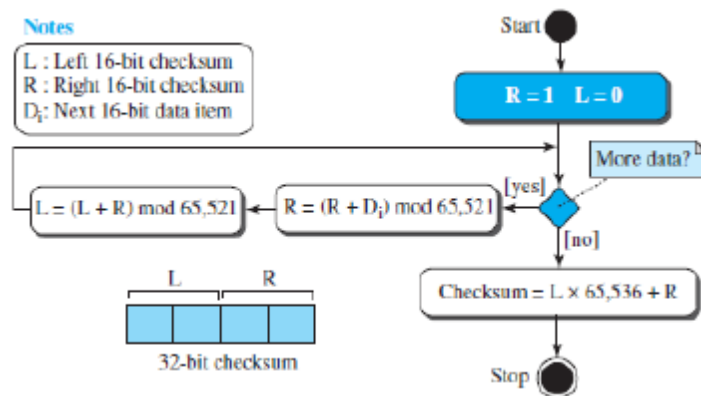 Notes
L : Left 16-bit checksum
R : Right 16-bit checksum
Di: Next 16-bit data item
Start
R = 1 L = 0
More data?
[yes]
L = (L + R) mod 65,521
R = (R + Di) mod 65,521
[no]
L R
Checksum = L × 65,536 + R
32-bit checksum
Stop